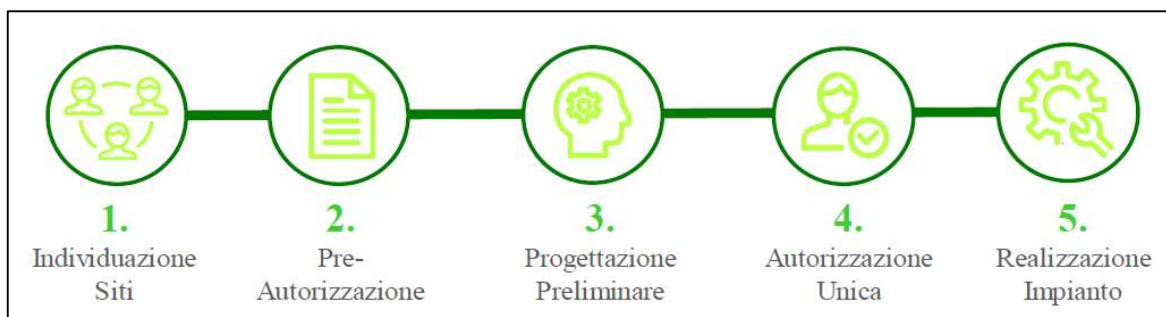 1.
Individuazione
Siti
2.
Pre-
Autorizzazione
3.
Progettazione
Preliminare
4.
Autorizzazione
Unica
5.
Realizzazione
Impianto